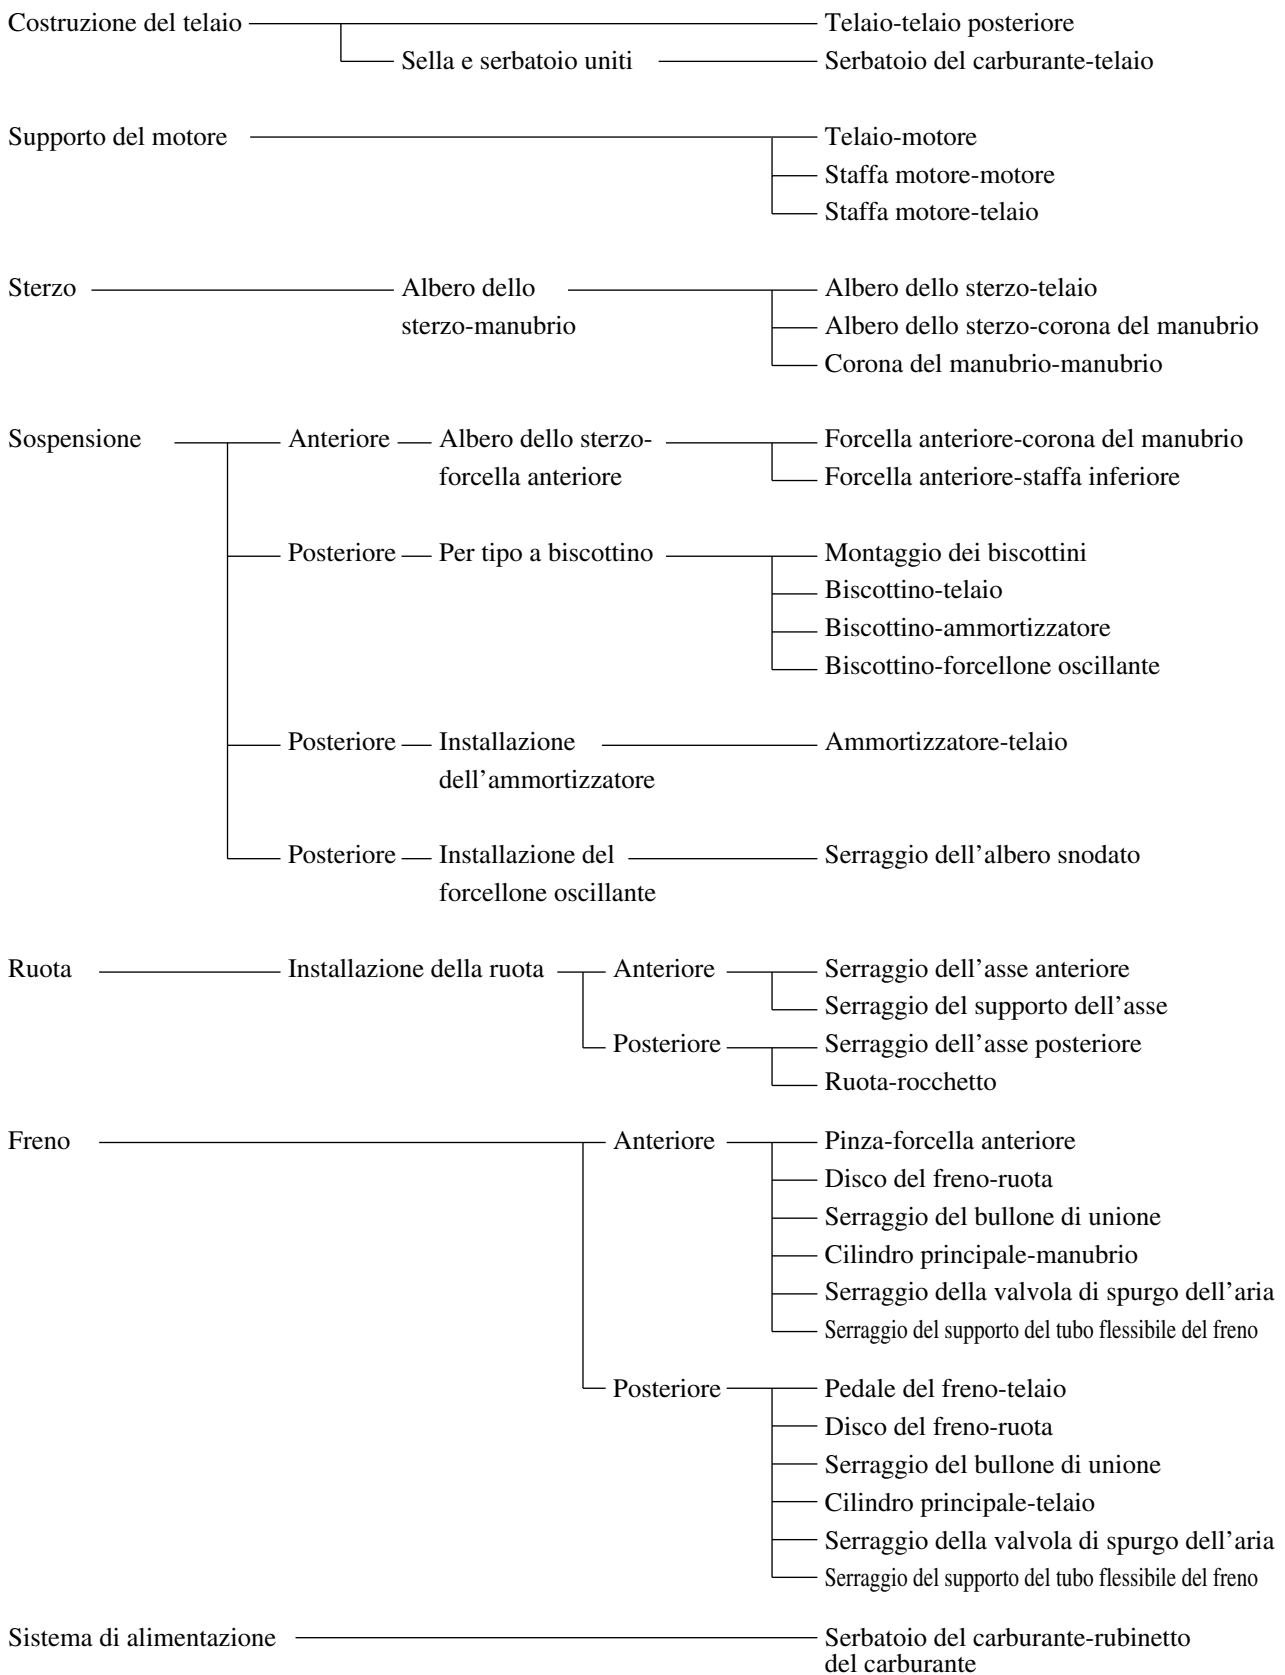 Costruzione del telaio Telaio-telaio posteriore
Sella e serbatoio uniti Serbatoio del carburante-telaio
Supporto del motore Telaio-motore
Staffa motore-motore
Staffa motore-telaio
Sterzo Albero dello Albero dello sterzo-telaio
sterzo-manubrio Albero dello sterzo-corona del manubrio
Corona del manubrio-manubrio
Sospensione Anteriore Albero dello sterzo- Forcella anteriore-corona del manubrio
forcella anteriore Forcella anteriore-staffa inferiore
Posteriore Per tipo a biscottino Montaggio dei biscottini
Biscottino-telaio
Biscottino-ammortizzatore
Biscottino-forcellone oscillante
Posteriore Installazione Ammortizzatore-telaio
dell’ammortizzatore
Posteriore Installazione del Serraggio dell’albero snodato
forcellone oscillante
Ruota Installazione della ruota Anteriore Serraggio dell’asse anteriore
Serraggio del supporto dell’asse
Posteriore Serraggio dell’asse posteriore
Ruota-rocchetto
Freno Anteriore Pinza-forcella anteriore
Disco del freno-ruota
Serraggio del bullone di unione
Cilindro principale-manubrio
Serraggio della valvola di spurgo dell’aria
Serraggio del supporto del tubo flessibile del freno
Posteriore Pedale del freno-telaio
Disco del freno-ruota
Serraggio del bullone di unione
Cilindro principale-telaio
Serraggio della valvola di spurgo dell’aria
Serraggio del supporto del tubo flessibile del freno
Sistema di alimentazione Serbatoio del carburante-rubinetto
del carburante